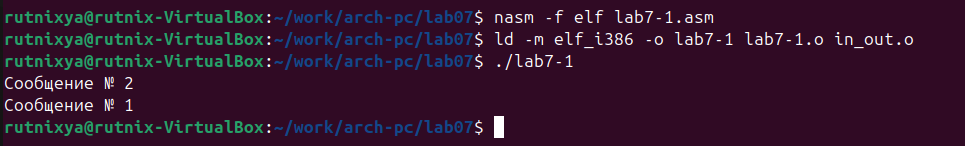 rutnixya@rutnix-VirtualBox:~/work/arch-pc/lab07$ nasm -f elf lab7-1.asm
rutnixya@rutnix-VirtualBox:~/work/arch-pc/lab07$ ld -m elf_i386 -o lab7-1 lab7-1.o in_out.o
rutnixya@rutnix-VirtualBox:~/work/arch-pc/lab07$ ./lab7-1
Сообщение № 2
Сообщение № 1
rutnixya@rutnix-VirtualBox:~/work/arch-pc/lab07$